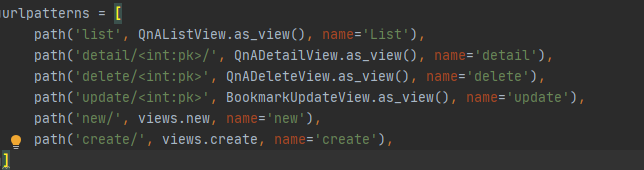 urlpatterns = [
path('list', QnAListView.as_view(), name='List'),
path('detail/<int:pk>/', QnADetailView.as_view(), name='detail'),
path('delete/<int:pk>', QnADeleteView.as_view(), name='delete'),
path('update/<int:pk>', BookmarkUpdateView.as_view(), name='update'),
path('new/', views.new, name='new'),
path('create/', views.create, name='create'),
]